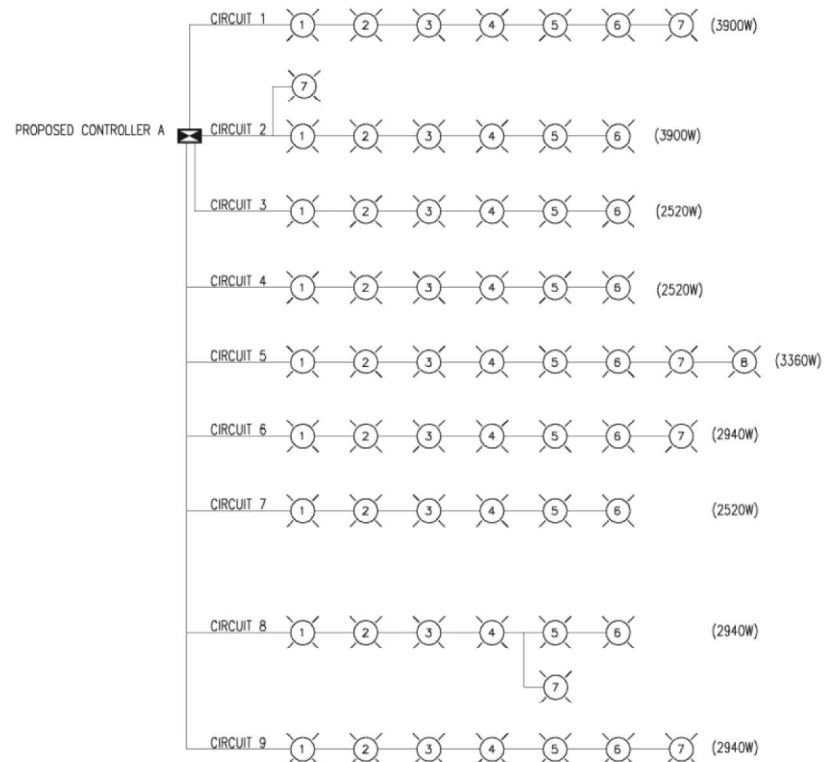 CIRCUIT 1 1 2 3 4 5 6 7 (3900W)
7
PROPOSED CONTROLLER A CIRCUIT 2 1 2 3 4 5 6 (3900W)
CIRCUIT 3 1 2 3 4 5 6 (2520W)
CIRCUIT 4 1 2 3 4 5 6 (2520W)
CIRCUIT 5 1 2 3 4 5 6 7 8 (3360W)
CIRCUIT 6 1 2 3 4 5 6 7 (2940W)
CIRCUIT 7 1 2 3 4 5 6 (2520W)
CIRCUIT 8 1 2 3 4 5 6 (2940W)
7
CIRCUIT 9 1 2 3 4 5 6 7 (2940W)